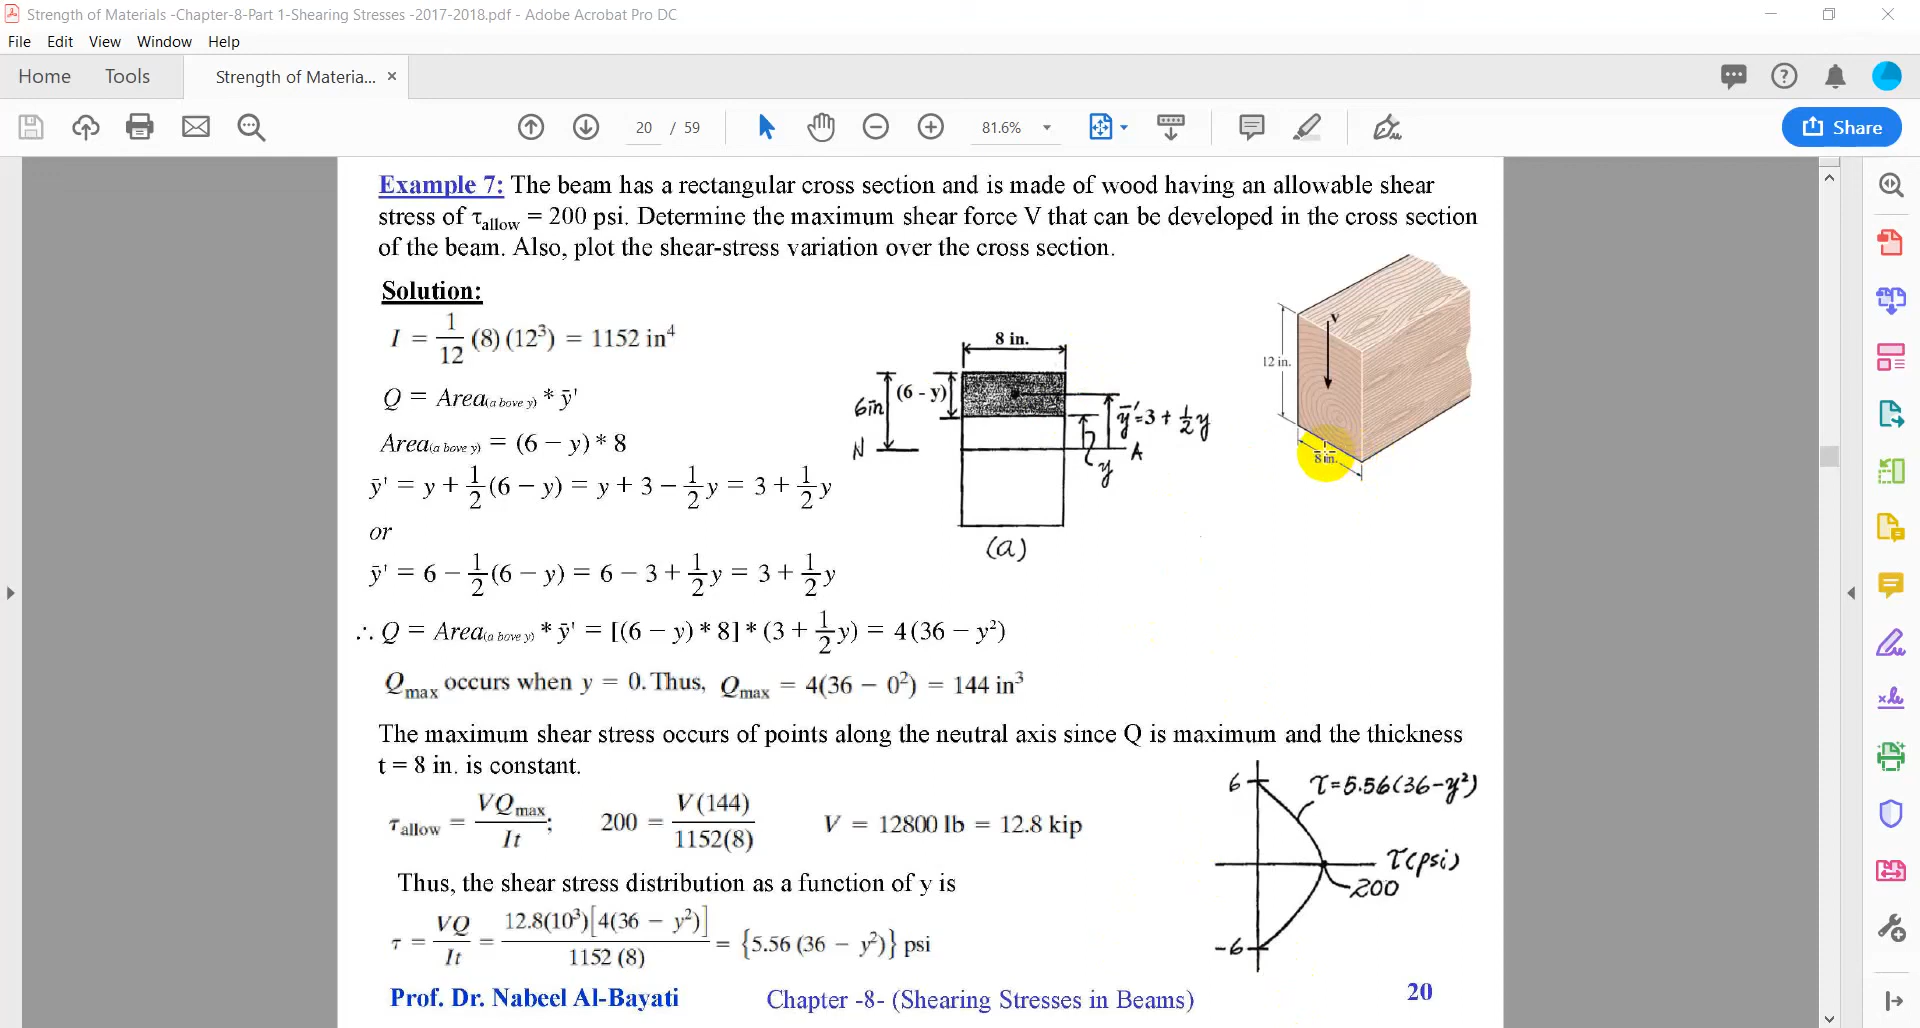 Strength of Materials -Chapter-8-Part 1-Shearing Stresses -2017-2018.pdf - Adobe Acrobat Pro DC
File Edit View Window Help
Home Tools Strength of Materia... ×
20 / 59 81.6% Share
Example 7: The beam has a rectangular cross section and is made of wood having an allowable shear
stress of τallow = 200 psi. Determine the maximum shear force V that can be developed in the cross section
of the beam. Also, plot the shear-stress variation over the cross section.
Solution:
I = 1/12 (8) (12³) = 1152 in⁴
Q = Area(a bove y) * ȳ'
Area(a bove y) = (6 − y) * 8
ȳ' = y + 1/2 (6 − y) = y + 3 − 1/2 y = 3 + 1/2 y
or
ȳ' = 6 − 1/2 (6 − y) = 6 − 3 + 1/2 y = 3 + 1/2 y
8 in.
(6 - y)
6in
ȳ'=3 + 1/2 y
N
A
y
(a)
V
12 in.
8 in.
∴ Q = Area(a bove y) * ȳ' = [(6 − y) * 8] * (3 + 1/2 y) = 4 (36 − y²)
Qmax occurs when y = 0. Thus, Qmax = 4(36 − 0²) = 144 in³
The maximum shear stress occurs of points along the neutral axis since Q is maximum and the thickness
t = 8 in. is constant.
τallow = VQmax/It; 200 = V(144)/1152(8) V = 12800 lb = 12.8 kip
Thus, the shear stress distribution as a function of y is
τ = VQ/It = 12.8(10³)[4(36 − y²)]/1152 (8) = {5.56 (36 − y²)} psi
6
τ=5.56(36-y²)
τ(psi)
200
-6
Prof. Dr. Nabeel Al-Bayati Chapter -8- (Shearing Stresses in Beams) 20